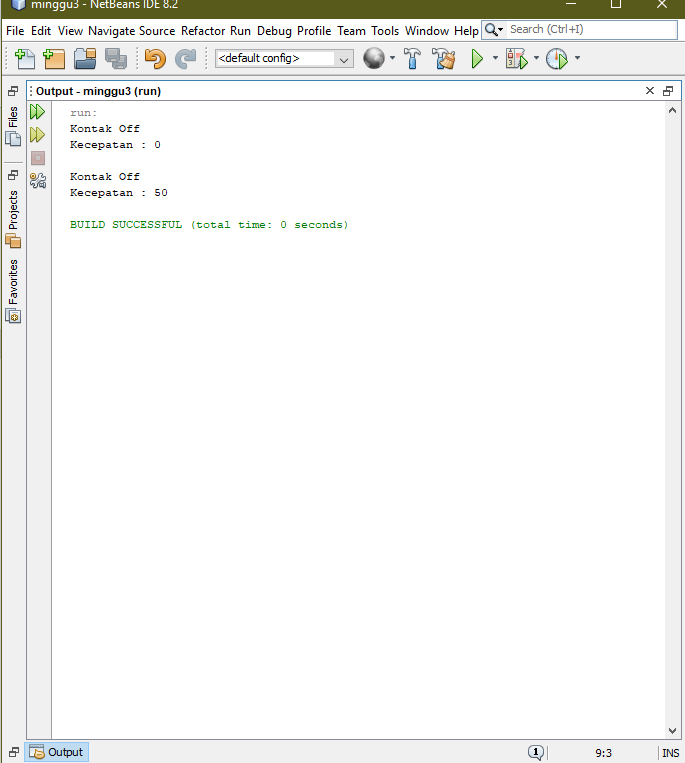 minggu3 - NetBeans IDE 8.2
File Edit View Navigate Source Refactor Run Debug Profile Team Tools Window Help
Search (Ctrl+I)
<default config>
Output - minggu3 (run)
Files
Projects
Favorites
run:
Kontak Off
Kecepatan : 0
Kontak Off
Kecepatan : 50
BUILD SUCCESSFUL (total time: 0 seconds)
Output
1
9:3
INS